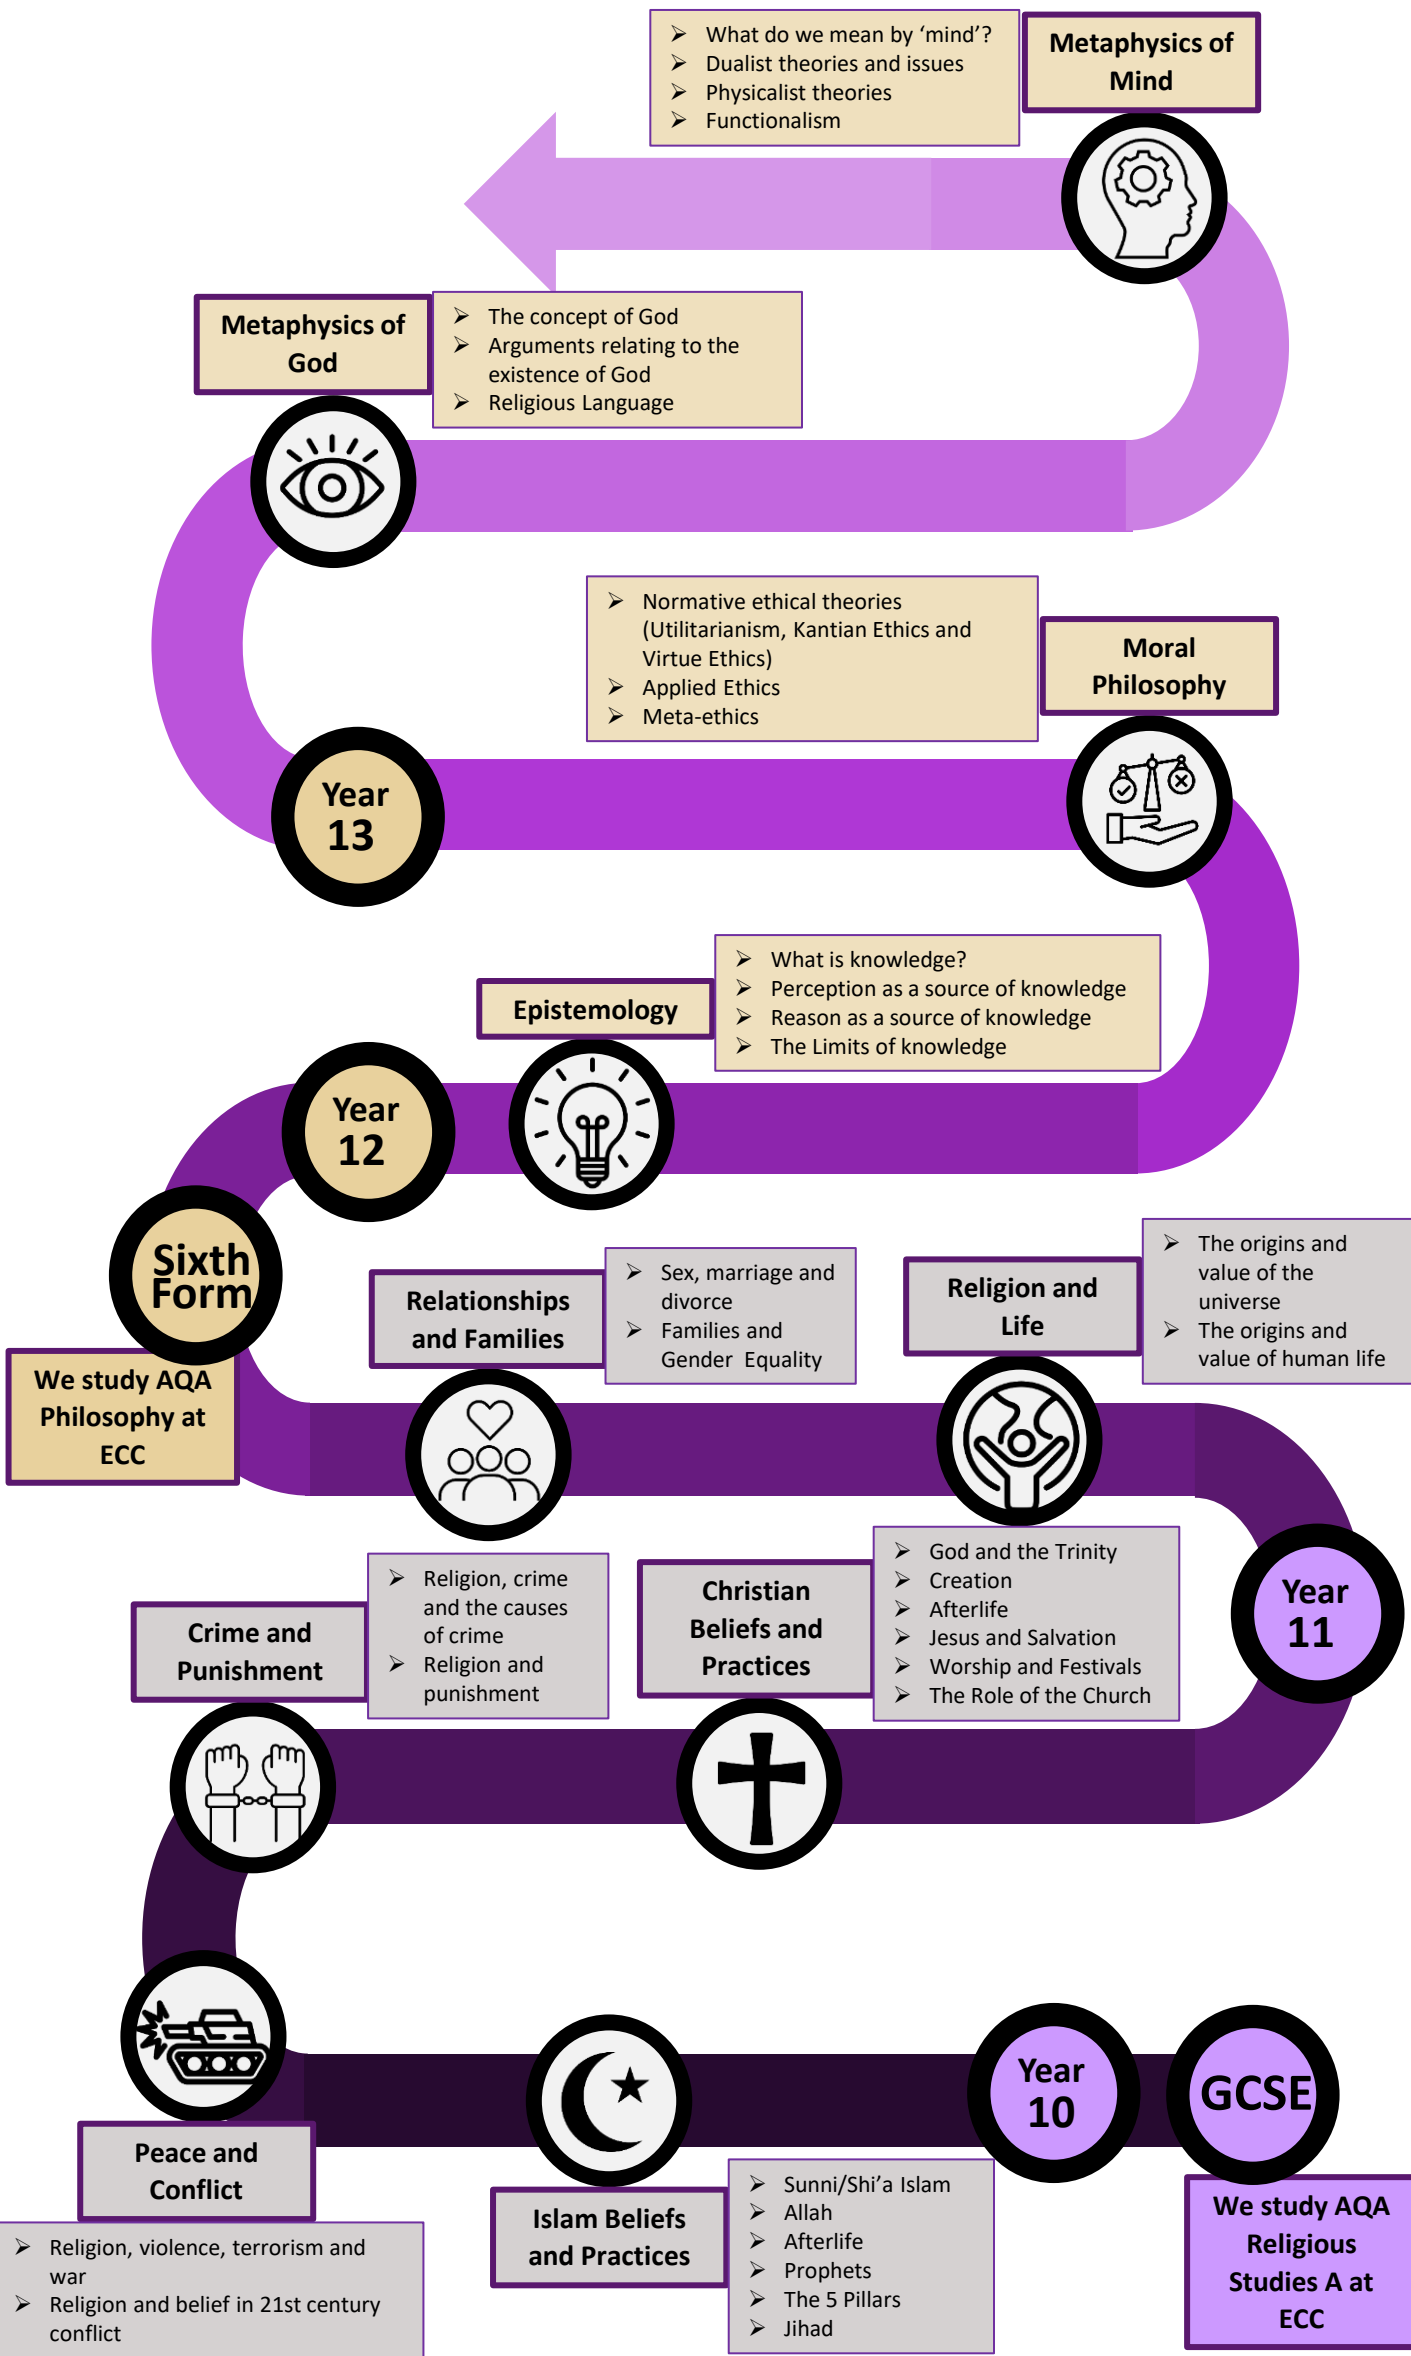 ➢ What do we mean by ‘mind’?
➢ Dualist theories and issues
➢ Physicalist theories
➢ Functionalism
Metaphysics of
Mind
Metaphysics of
God
➢ The concept of God
➢ Arguments relating to the
existence of God
➢ Religious Language
➢ Normative ethical theories
(Utilitarianism, Kantian Ethics and
Virtue Ethics)
➢ Applied Ethics
➢ Meta-ethics
Moral
Philosophy
Year
13
➢ What is knowledge?
➢ Perception as a source of knowledge
➢ Reason as a source of knowledge
➢ The Limits of knowledge
Epistemology
Year
12
Sixth
Form
We study AQA
Philosophy at
ECC
Relationships
and Families
➢ Sex, marriage and
divorce
➢ Families and
Gender Equality
Religion and
Life
➢ The origins and
value of the
universe
➢ The origins and
value of human life
Year
11
Crime and
Punishment
➢ Religion, crime
and the causes
of crime
➢ Religion and
punishment
Christian
Beliefs and
Practices
➢ God and the Trinity
➢ Creation
➢ Afterlife
➢ Jesus and Salvation
➢ Worship and Festivals
➢ The Role of the Church
Peace and
Conflict
➢ Religion, violence, terrorism and
war
➢ Religion and belief in 21st century
conflict
Islam Beliefs
and Practices
➢ Sunni/Shi’a Islam
➢ Allah
➢ Afterlife
➢ Prophets
➢ The 5 Pillars
➢ Jihad
Year
10
GCSE
We study AQA
Religious
Studies A at
ECC